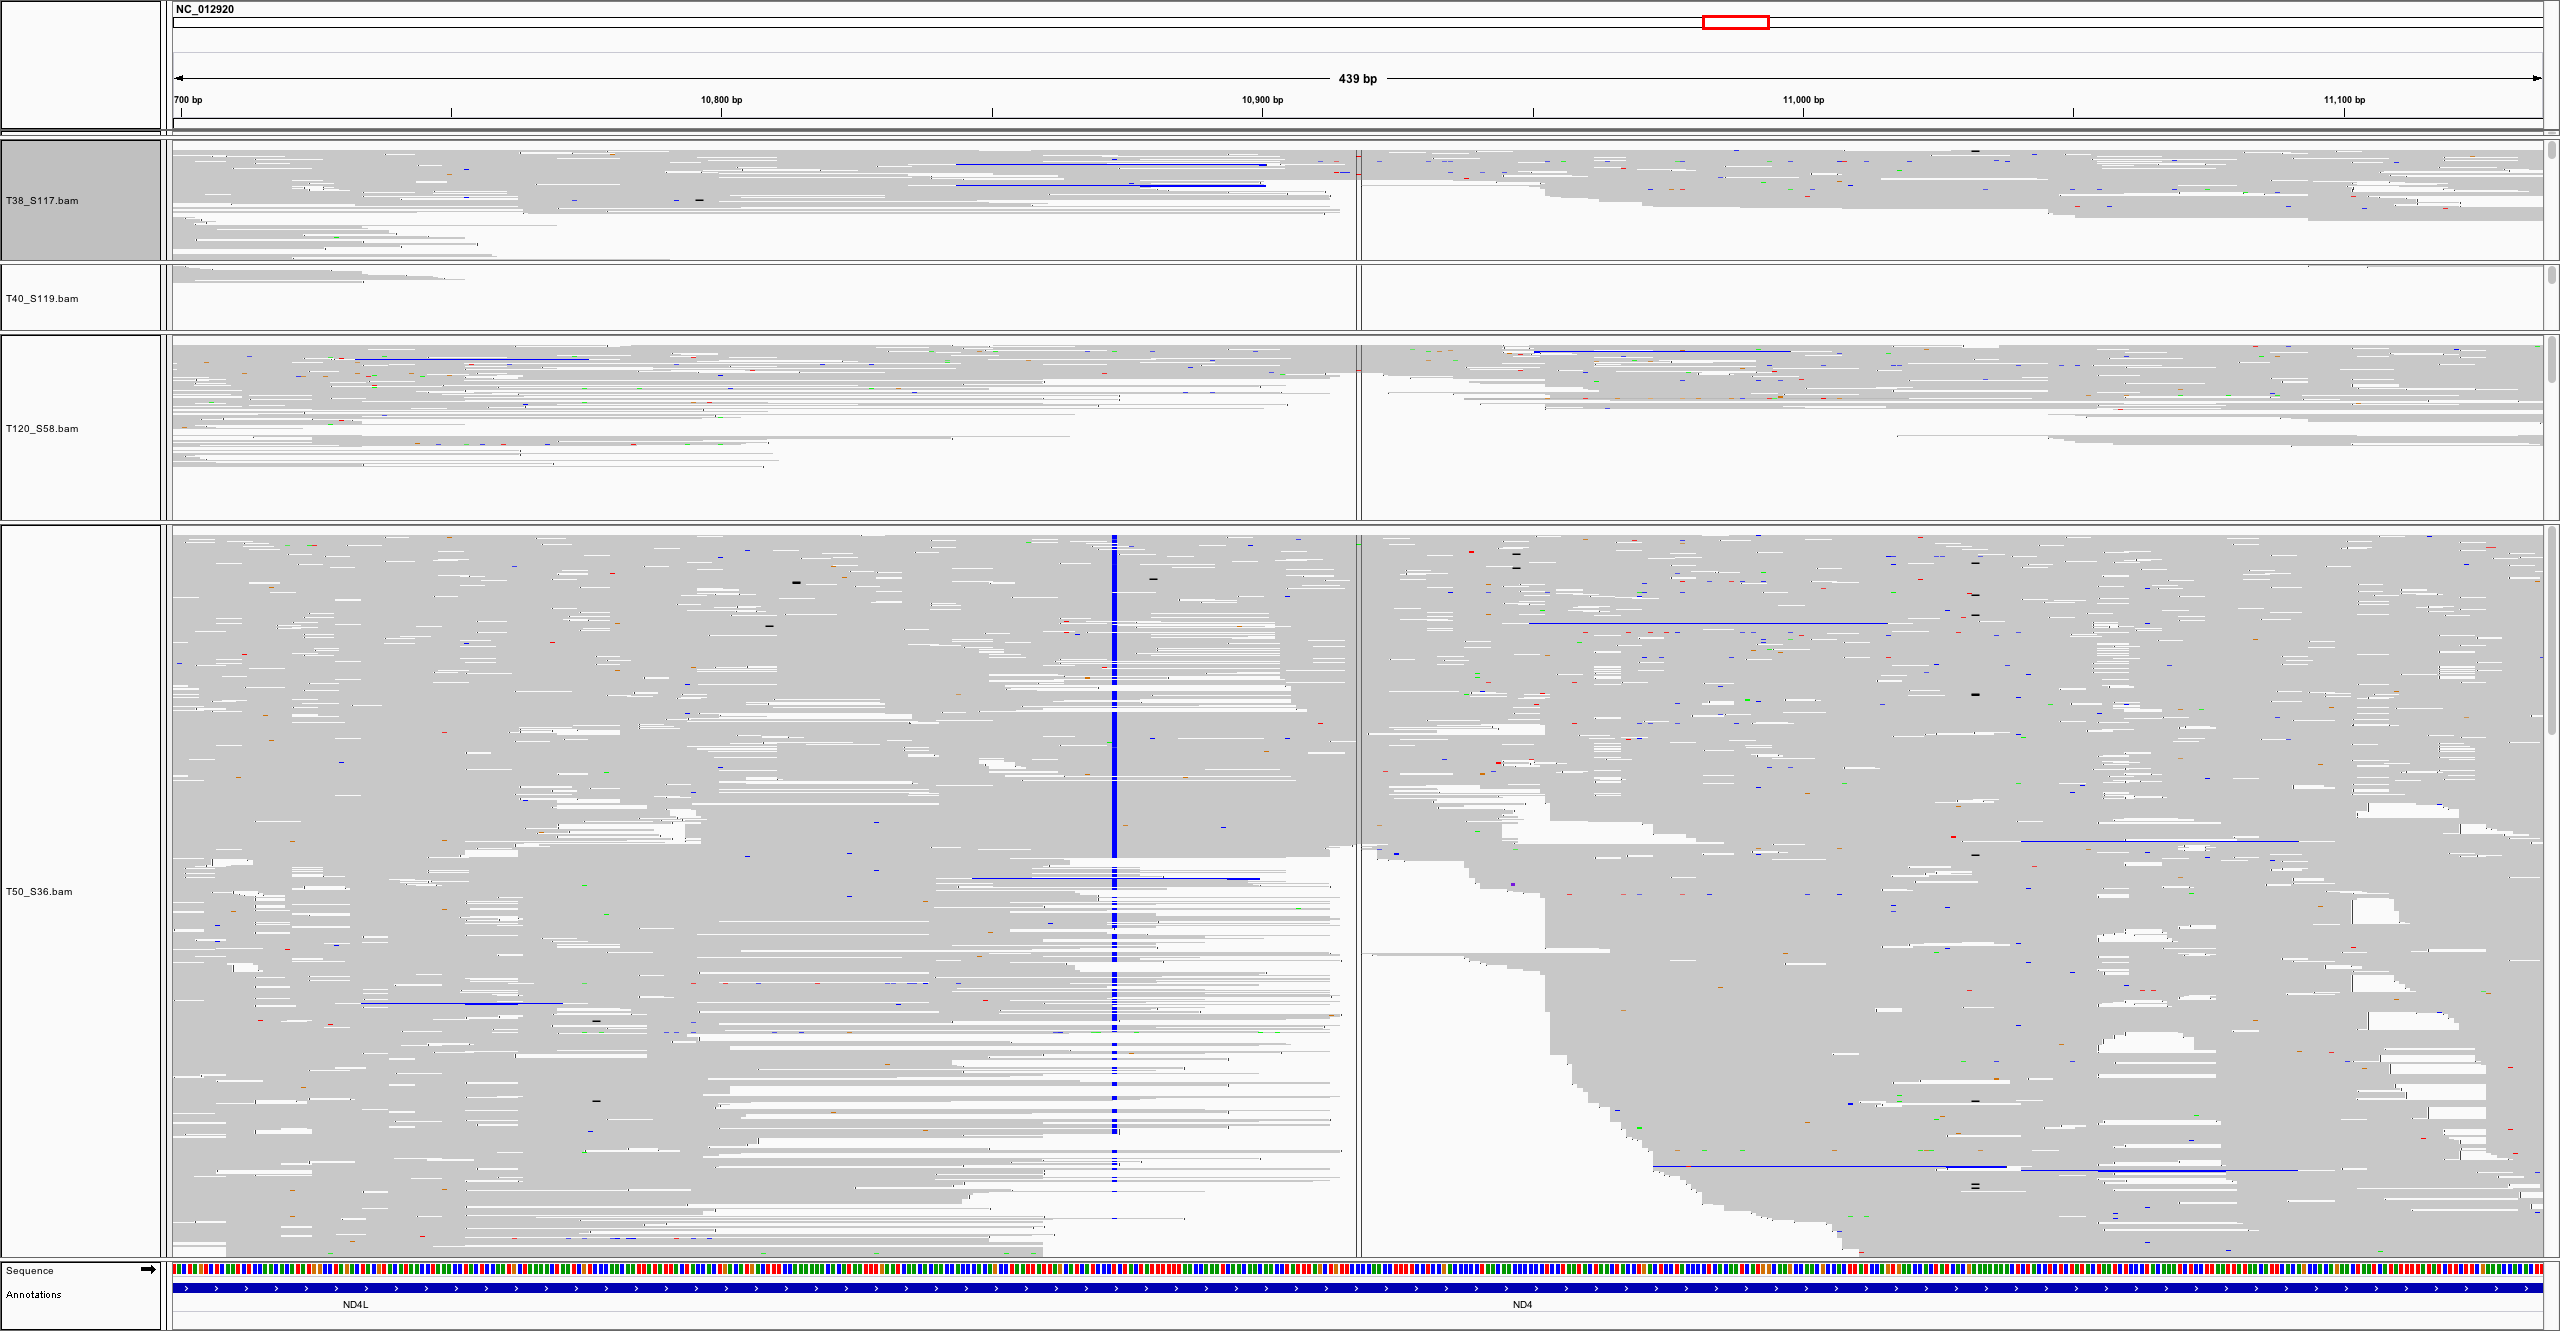 NC_012920
439 bp
700 bp 10,800 bp 10,900 bp 11,000 bp 11,100 bp
T38_S117.bam
T40_S119.bam
T120_S58.bam
T50_S36.bam
Sequence
Annotations
ND4L ND4